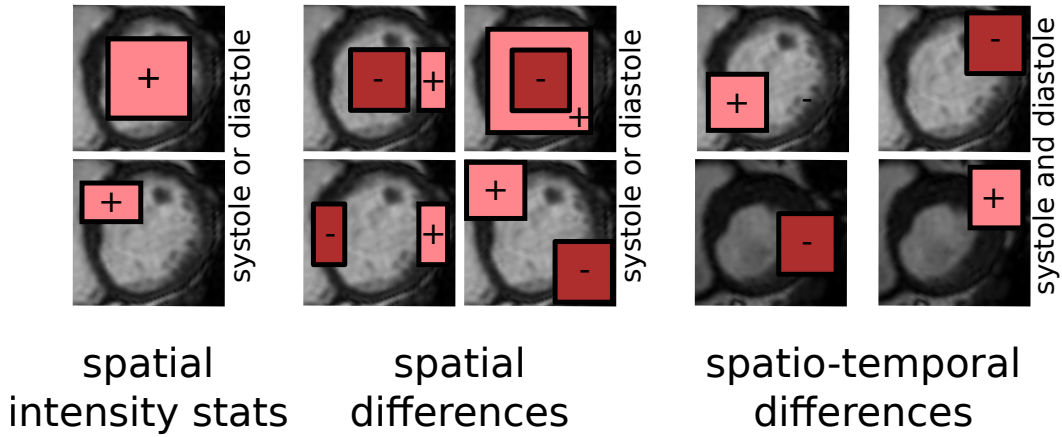 +
systole or diastole
- +
- +
systole or diastole
+ -
-
systole and diastole
+
- +
+
-
- +
spatial
intensity stats
spatial
differences
spatio-temporal
differences